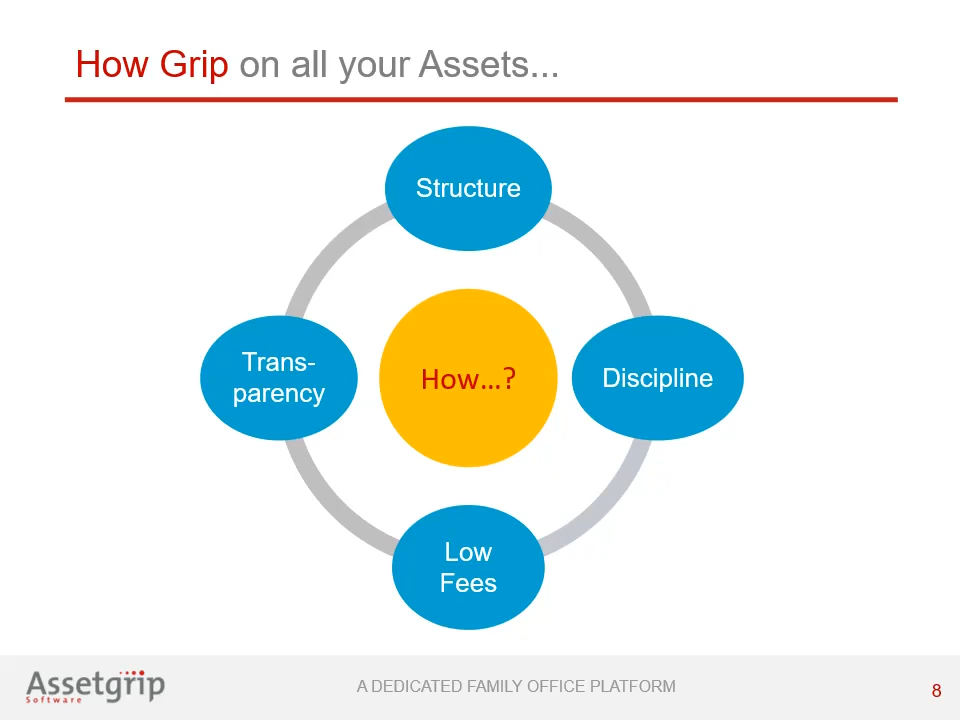 How Grip on all your Assets...
Structure
Trans-
parency
How...?
Discipline
Low
Fees
Assetgrip
Software
A DEDICATED FAMILY OFFICE PLATFORM
8